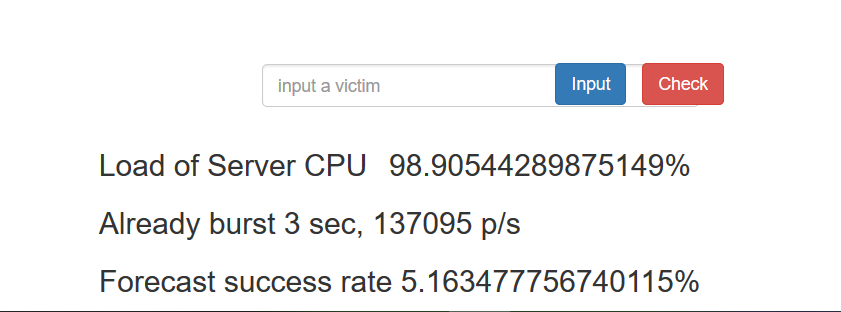 input a victim Input Check
Load of Server CPU 98.90544289875149%
Already burst 3 sec, 137095 p/s
Forecast success rate 5.163477756740115%